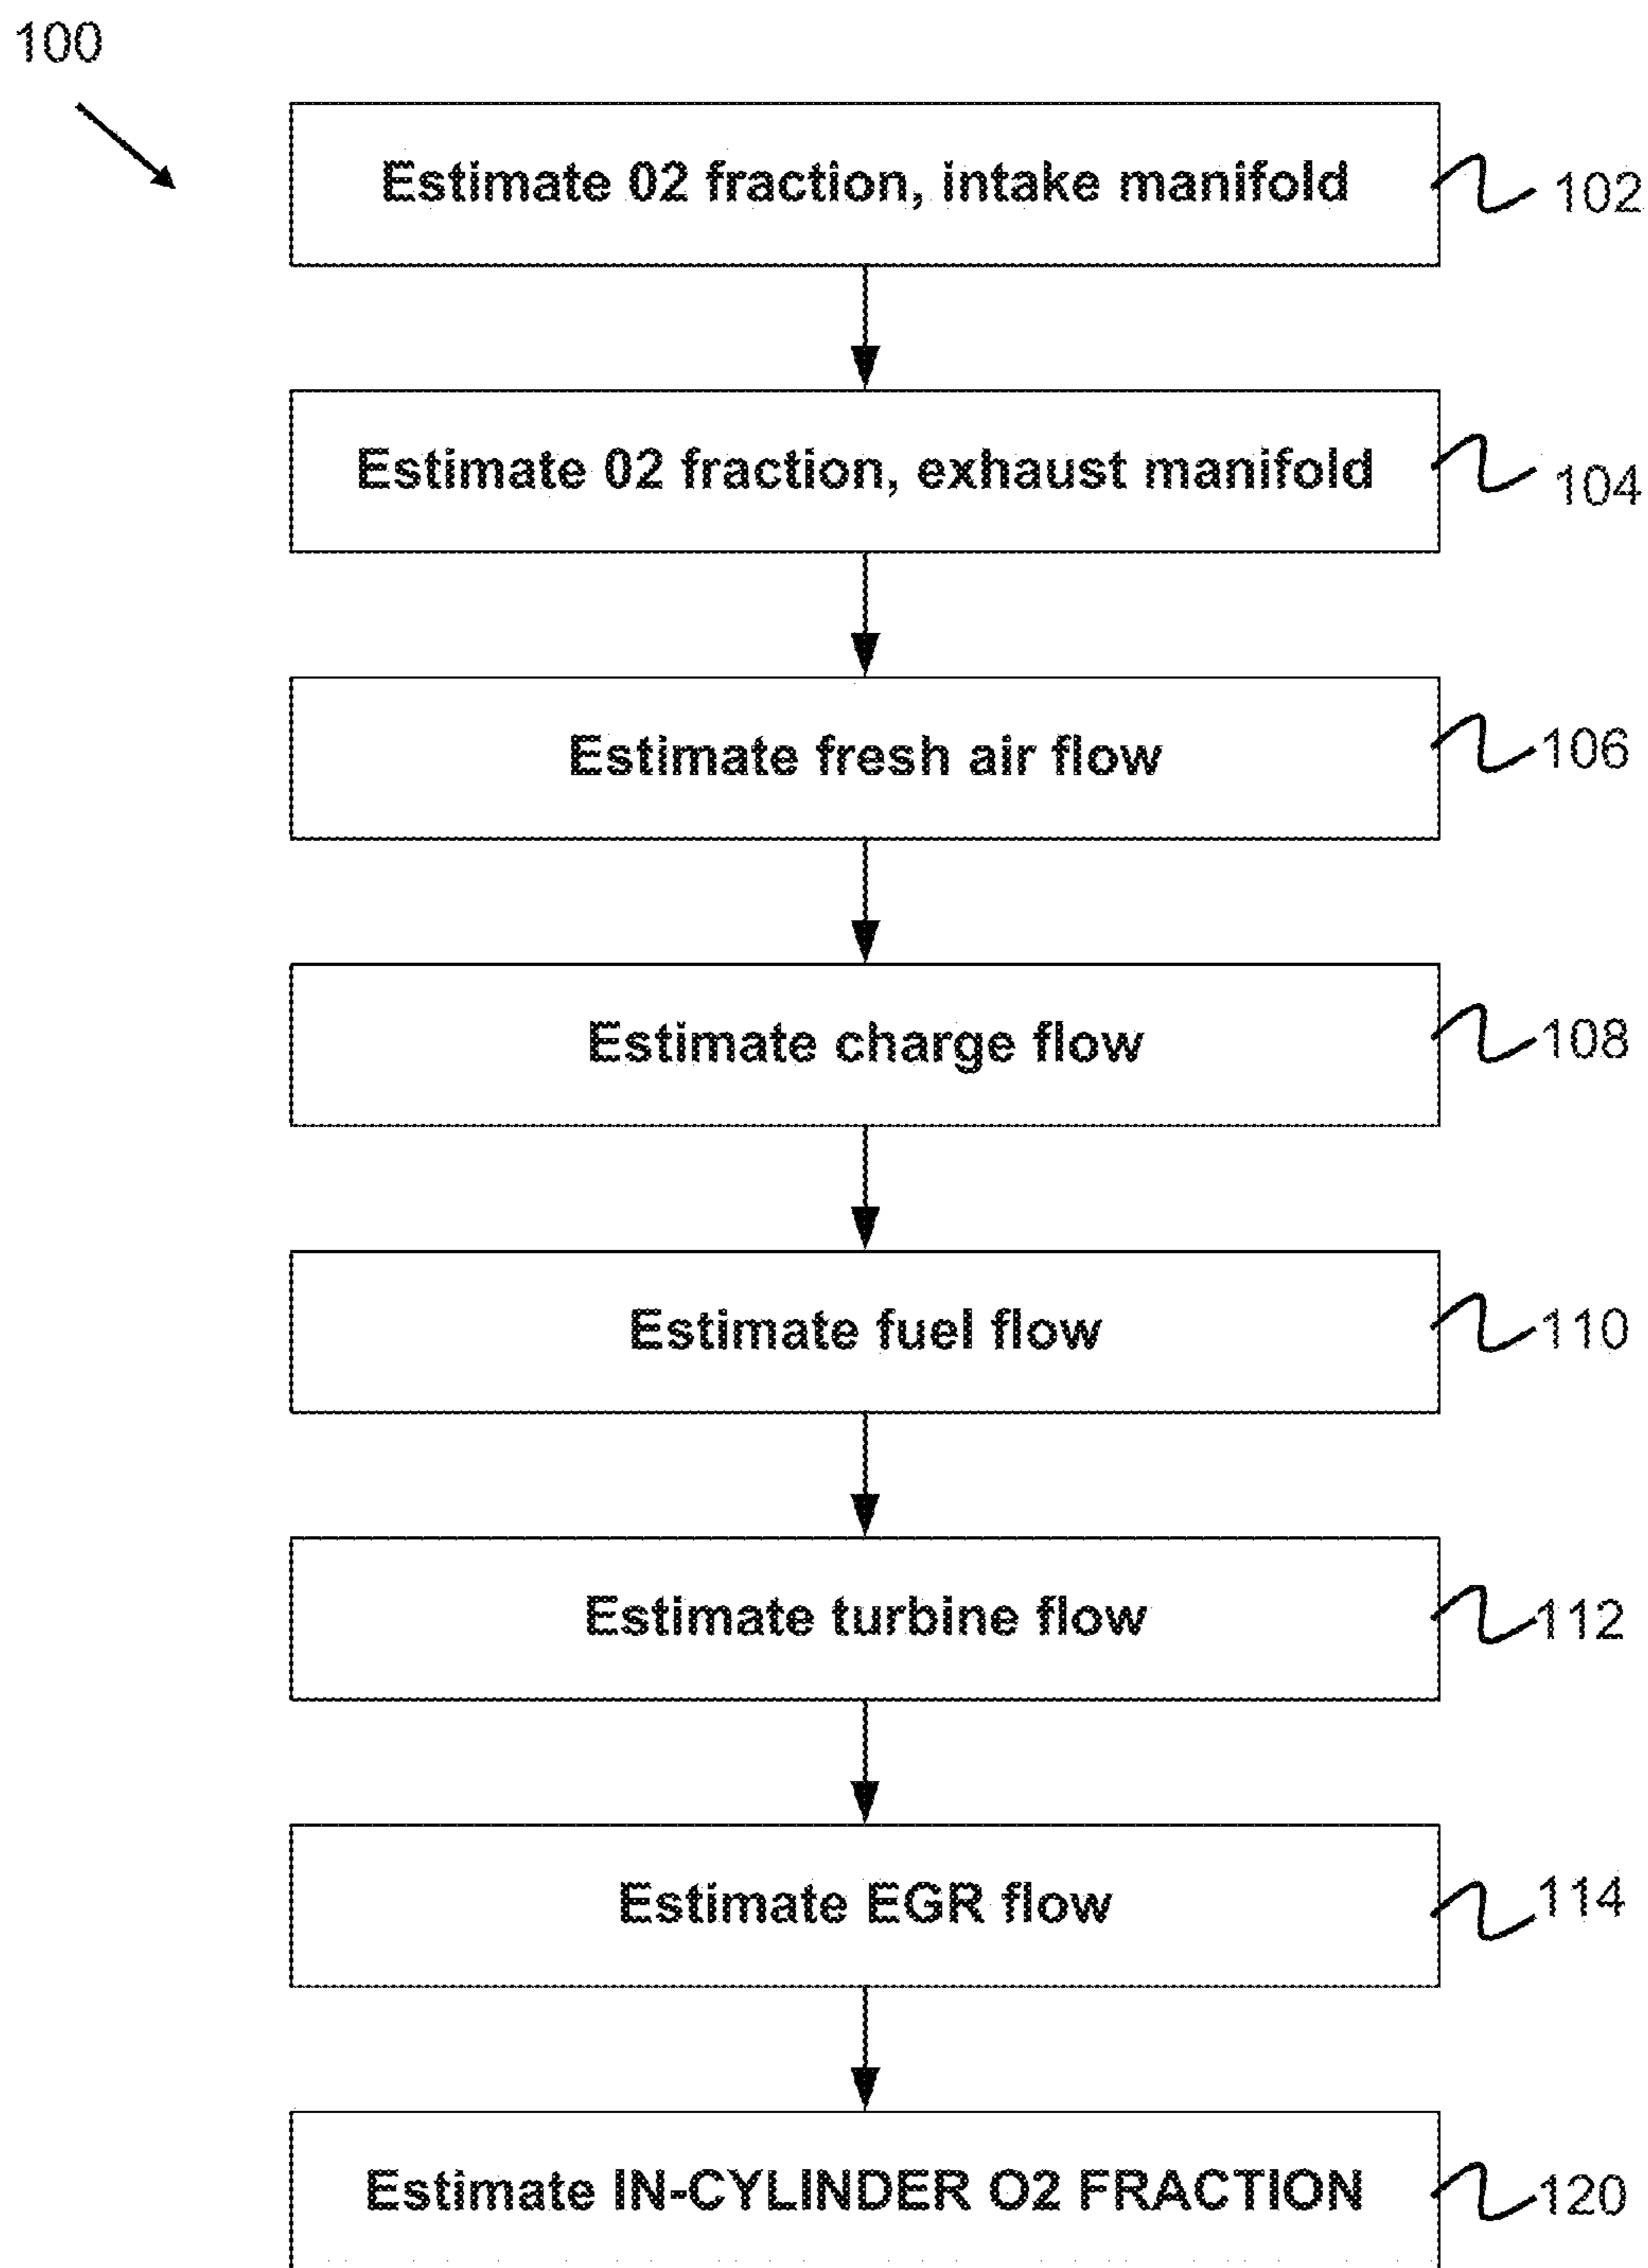 100
Estimate 02 fraction, intake manifold
102
Estimate 02 fraction, exhaust manifold
104
Estimate fresh air flow
106
Estimate charge flow
108
Estimate fuel flow
110
Estimate turbine flow
112
Estimate EGR flow
114
Estimate IN-CYLINDER O2 FRACTION
120